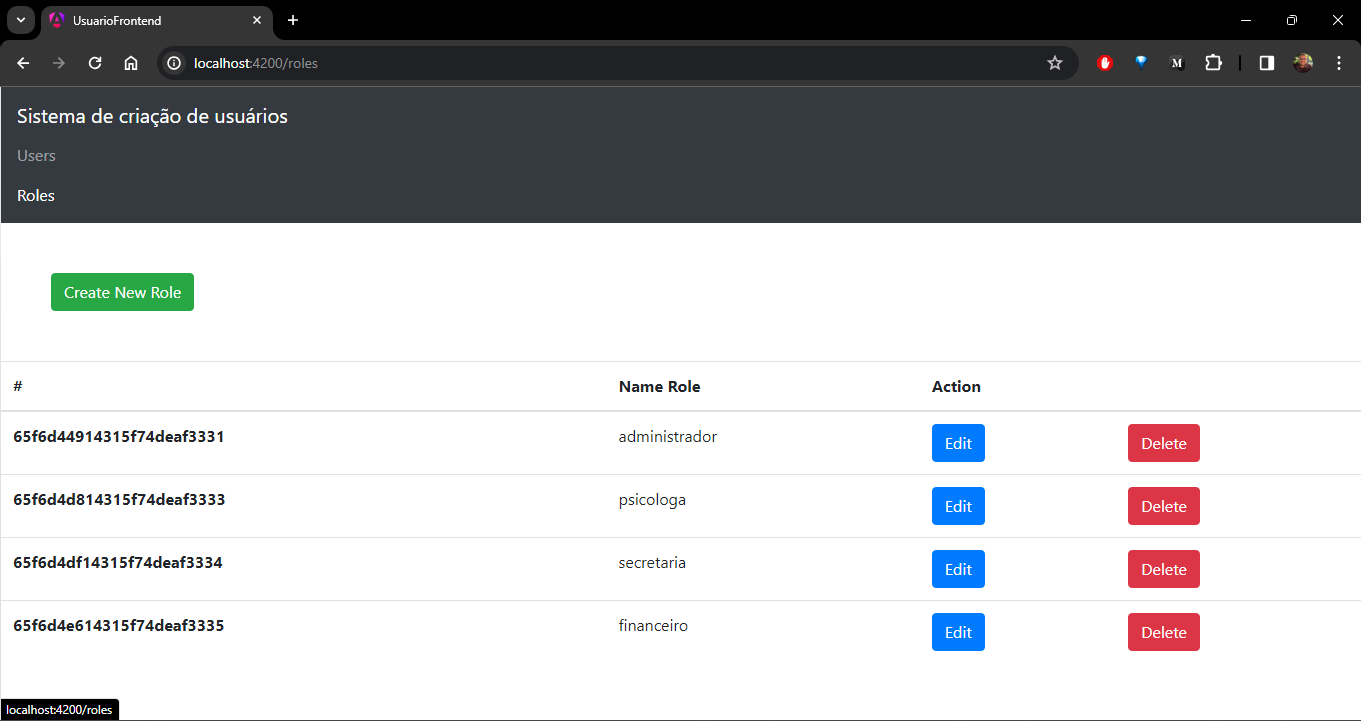 UsuarioFrontend
localhost:4200/roles
M
Sistema de criação de usuários
Users
Roles
Create New Role
# Name Role Action
65f6d44914315f74deaf3331 administrador Edit Delete
65f6d4d814315f74deaf3333 psicologa Edit Delete
65f6d4df14315f74deaf3334 secretaria Edit Delete
65f6d4e614315f74deaf3335 financeiro Edit Delete
localhost:4200/roles